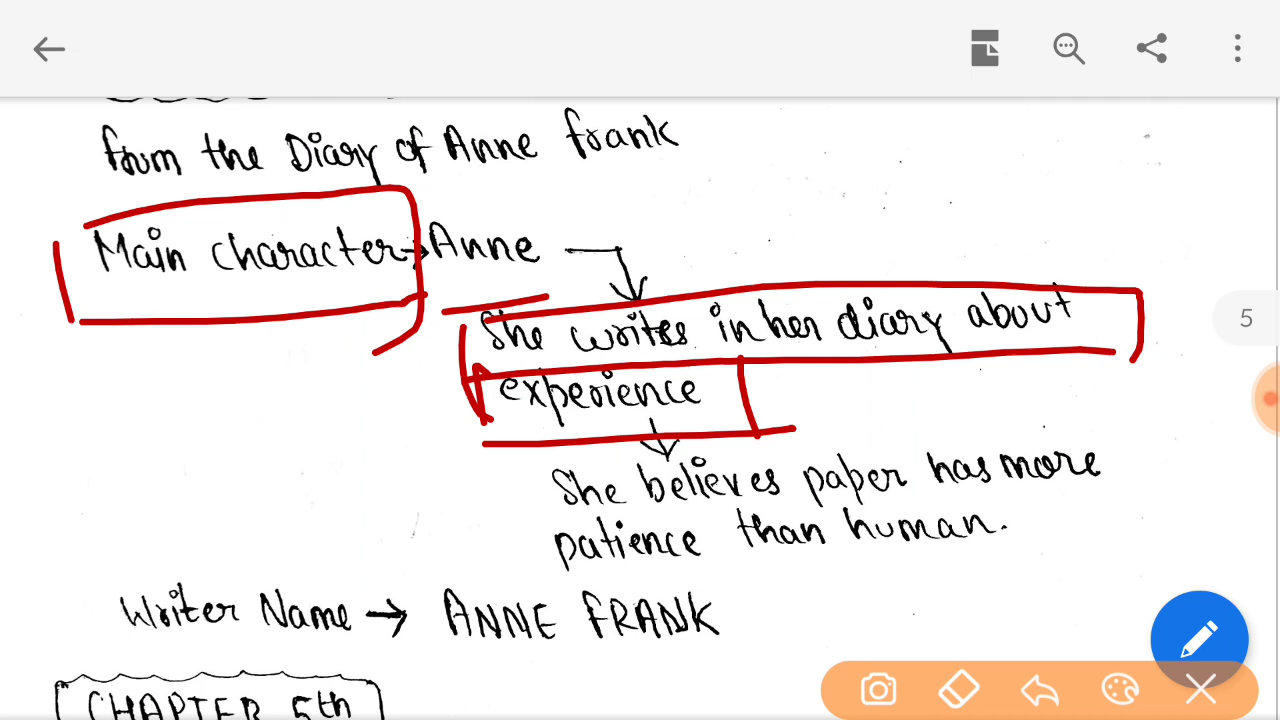 from the Diary of Anne frank
Main character → Anne
She writes in her diary about
experience
She believes paper has more
patience than human.
Writer Name → ANNE FRANK
CHAPTER 5th
5